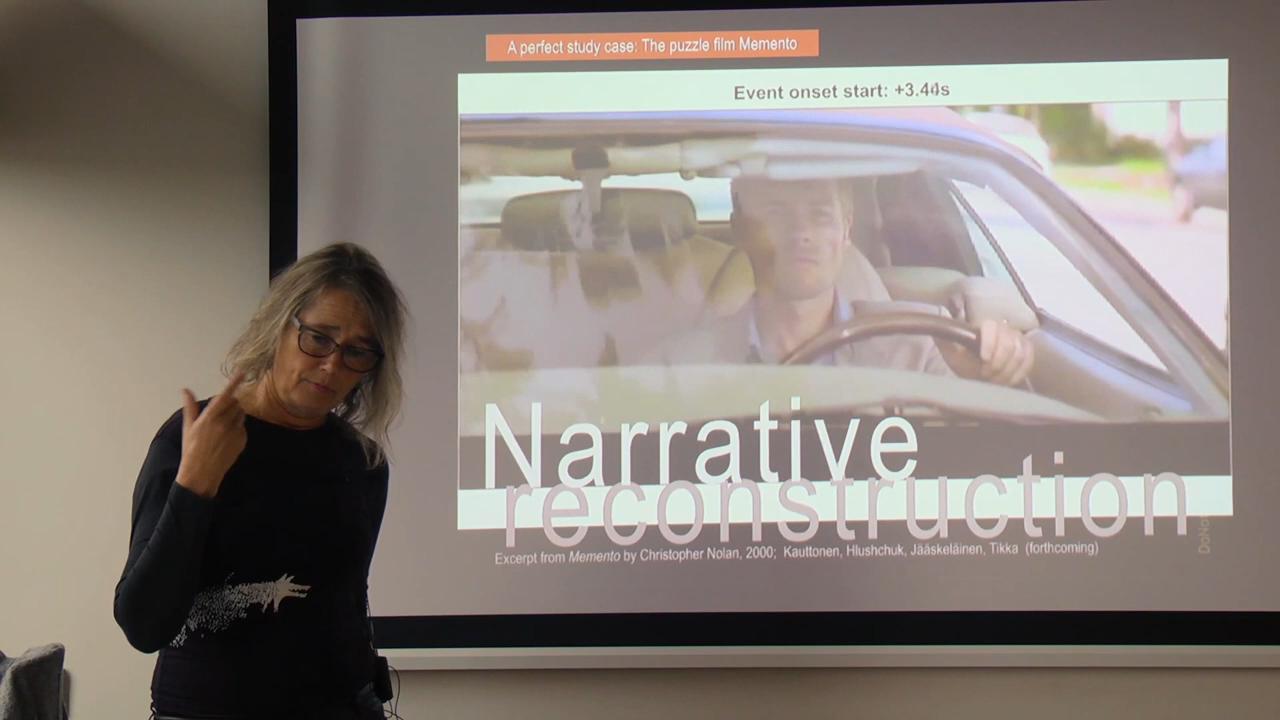 A perfect study case: The puzzle film Memento
Event onset start: +3.44s
Narrative
reconstruction
Excerpt from Memento by Christopher Nolan, 2000; Kauttonen, Hlushchuk, Jääskeläinen, Tikka (forthcoming)